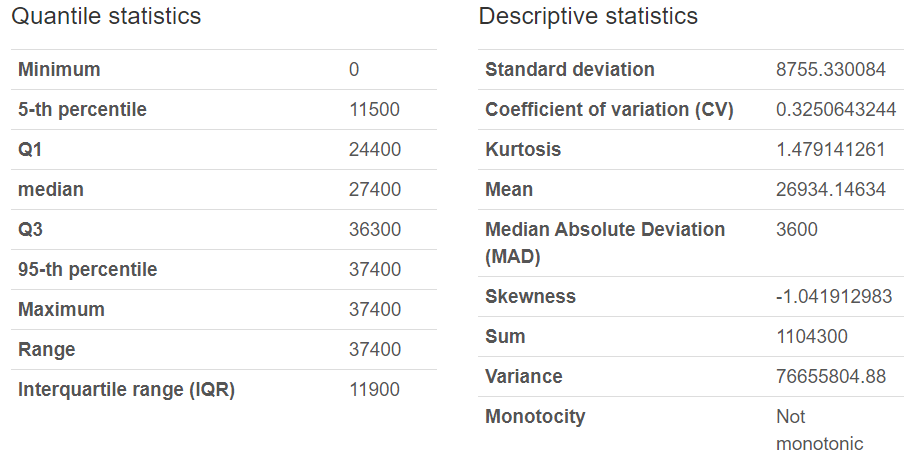 Quantile statistics
Minimum 0
5-th percentile 11500
Q1 24400
median 27400
Q3 36300
95-th percentile 37400
Maximum 37400
Range 37400
Interquartile range (IQR) 11900
Descriptive statistics
Standard deviation 8755.330084
Coefficient of variation (CV) 0.3250643244
Kurtosis 1.479141261
Mean 26934.14634
Median Absolute Deviation 3600
(MAD)
Skewness -1.041912983
Sum 1104300
Variance 76655804.88
Monotocity Not
monotonic